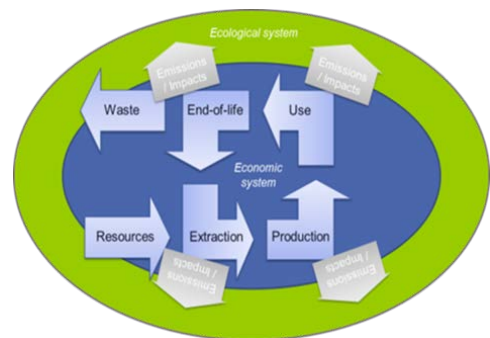 Ecological system
Emissions
/ Impacts
Emissions
/ Impacts
Waste
End-of-life
Use
Economic
system
Resources
Extraction
Production
Emissions
/ Impacts
Emissions
/ Impacts